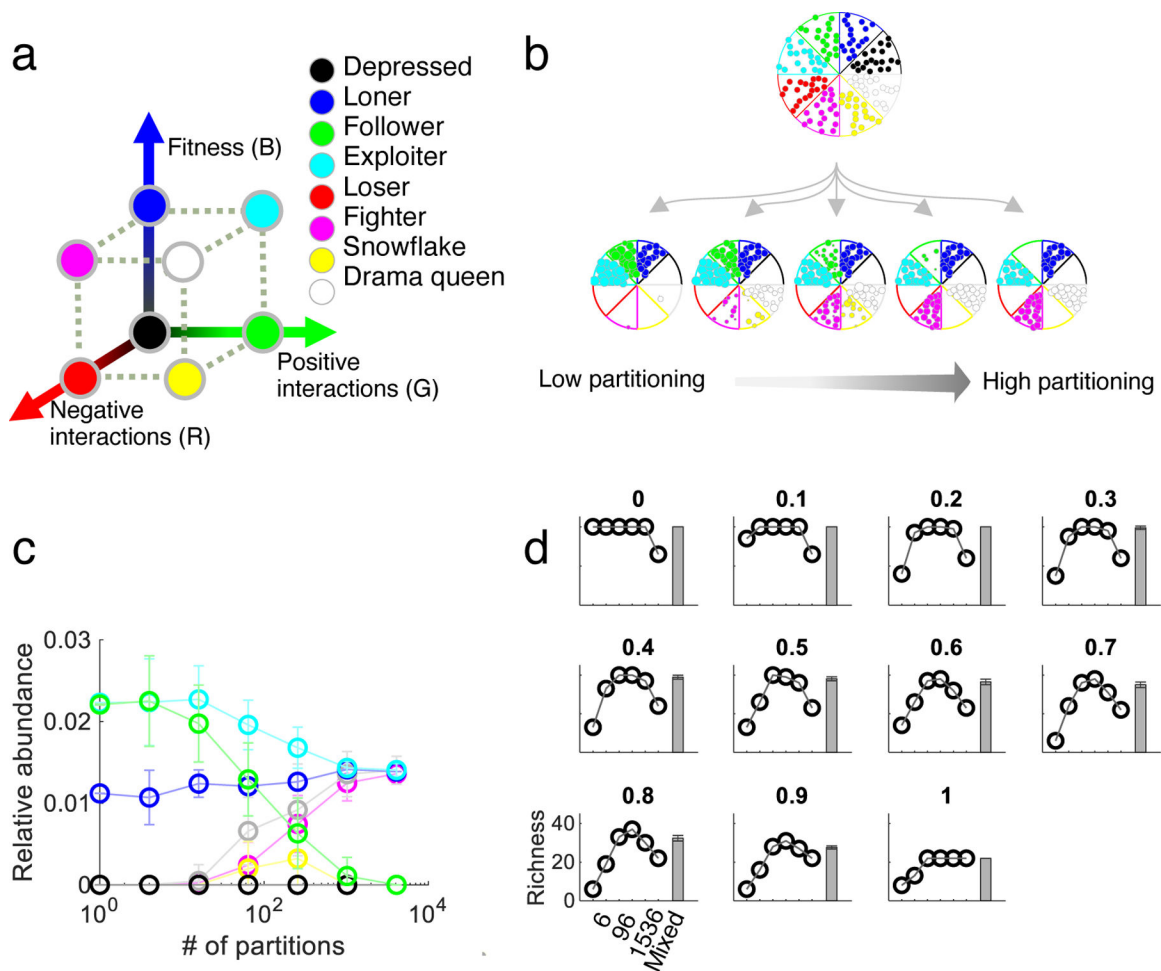 a
Depressed
Loner
Follower
Exploiter
Loser
Fighter
Snowflake
Drama queen
Fitness (B)
Positive
interactions (G)
Negative
interactions (R)
b
Low partitioning
High partitioning
c
0.03
0.02
0.01
0
Relative abundance
10^0
10^2
10^4
# of partitions
d
0
0.1
0.2
0.3
0.4
0.5
0.6
0.7
0.8
0.9
1
Richness
40
20
0
6
96
1536
Mixed